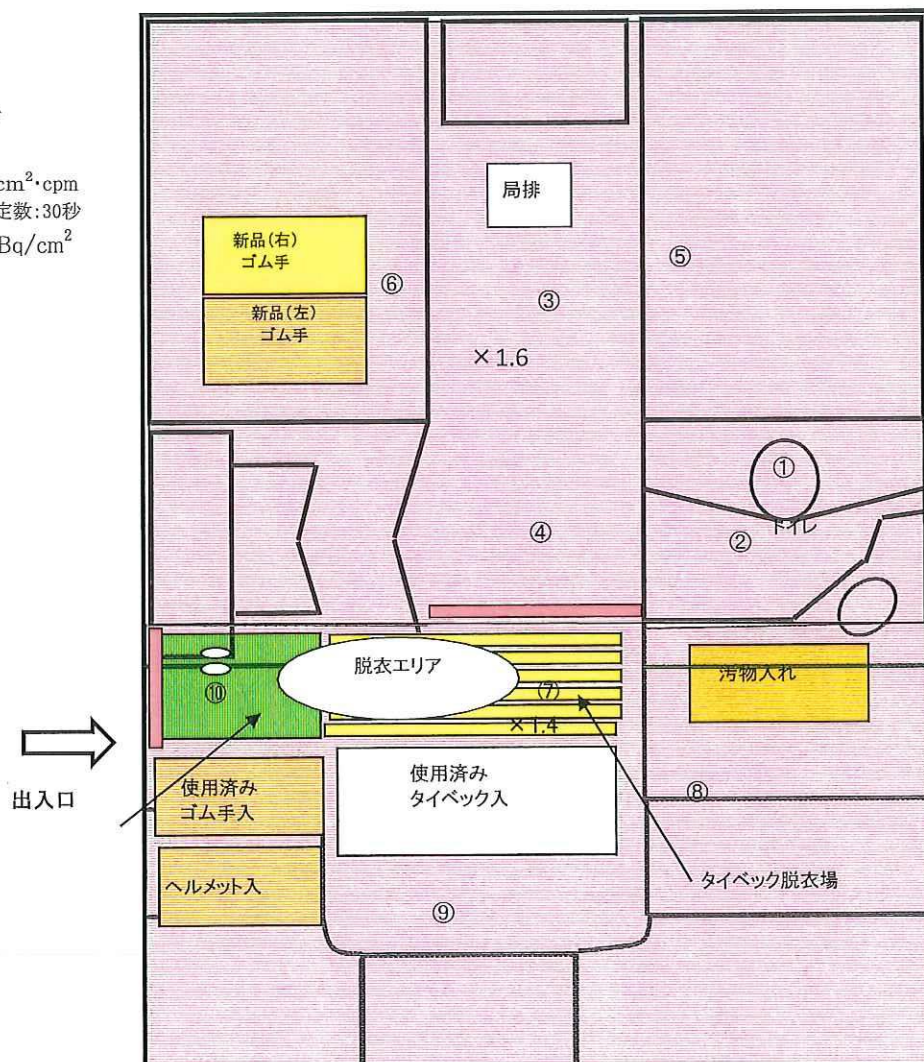 cm²・cpm
定数:30秒
Bq/cm²
局排
新品(右)
ゴム手
新品(左)
ゴム手
⑥
③
⑤
×1.6
①
④
②
トイレ
脱衣エリア
⑩
⑦
×1.4
汚物入れ
出入口
使用済み
ゴム手入
使用済み
タイベック入
⑧
ヘルメット入
タイベック脱衣場
⑨